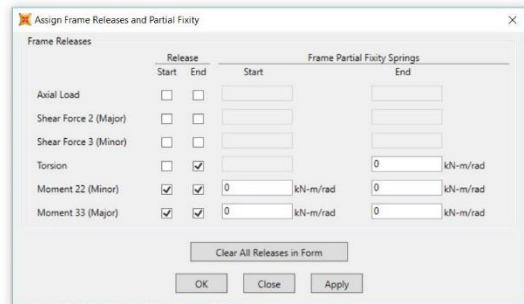 Assign Frame Releases and Partial Fixity
Frame Releases
Release Frame Partial Fixity Springs
Start End Start End
Axial Load
Shear Force 2 (Major)
Shear Force 3 (Minor)
Torsion 0 kN-m/rad
Moment 22 (Minor) 0 kN-m/rad 0 kN-m/rad
Moment 33 (Major) 0 kN-m/rad 0 kN-m/rad
Clear All Releases in Form
OK Close Apply